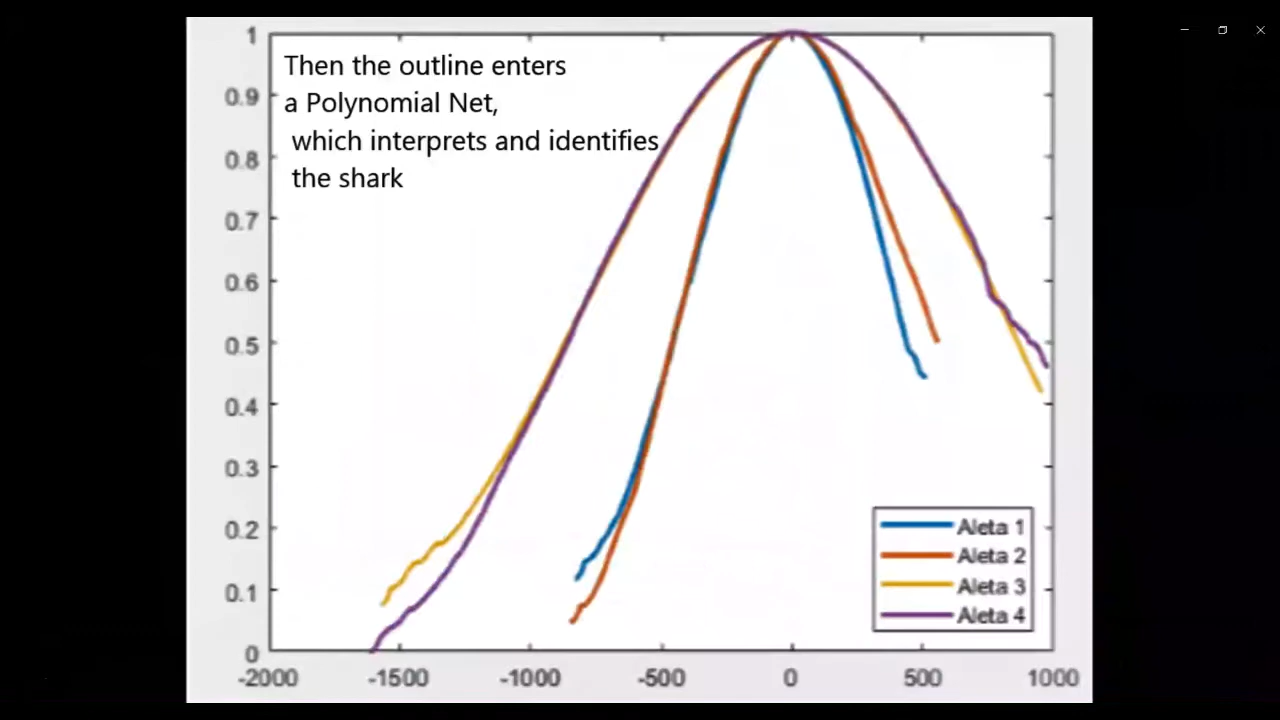 Then the outline enters
a Polynomial Net,
which interprets and identifies
the shark
1
0.9
0.8
0.7
0.6
0.5
0.4
0.3
0.2
0.1
0
-2000 -1500 -1000 -500 0 500 1000
Aleta 1
Aleta 2
Aleta 3
Aleta 4